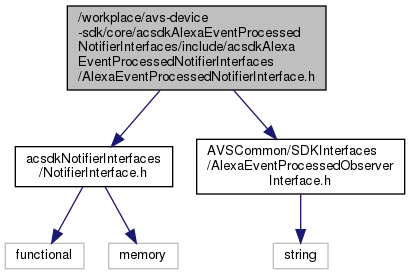 /workplace/avs-device
-sdk/core/acsdkAlexaEventProcessed
NotifierInterfaces/include/acsdkAlexa
EventProcessedNotifierInterfaces
/AlexaEventProcessedNotifierInterface.h
acsdkNotifierInterfaces
/NotifierInterface.h
AVSCommon/SDKInterfaces
/AlexaEventProcessedObserver
Interface.h
functional
memory
string